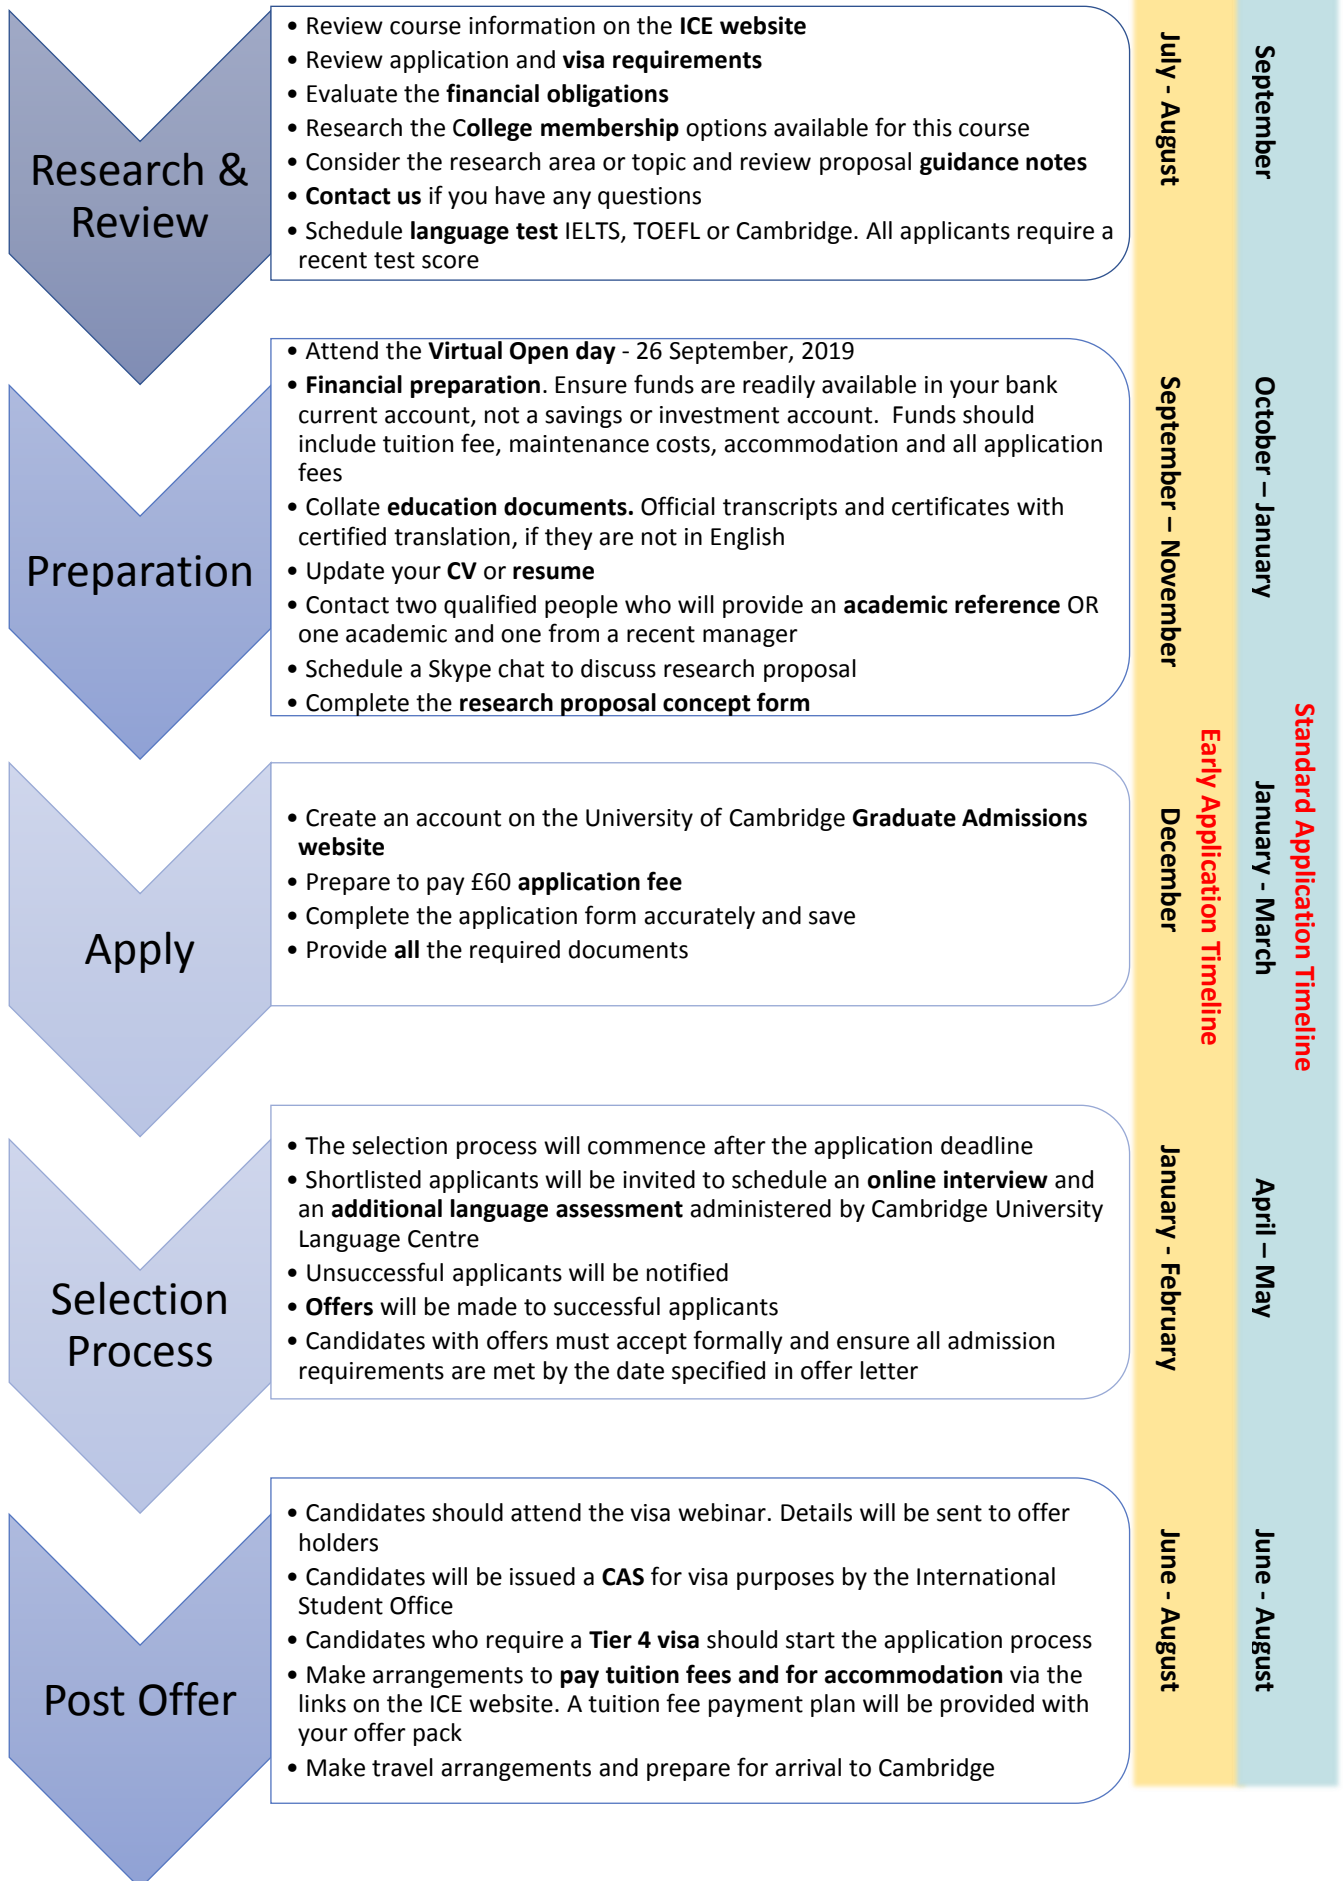 Research &
Review
• Review course information on the ICE website
• Review application and visa requirements
• Evaluate the financial obligations
• Research the College membership options available for this course
• Consider the research area or topic and review proposal guidance notes
• Contact us if you have any questions
• Schedule language test IELTS, TOEFL or Cambridge. All applicants require a
recent test score
July - August
September
Preparation
• Attend the Virtual Open day - 26 September, 2019
• Financial preparation. Ensure funds are readily available in your bank
current account, not a savings or investment account.  Funds should
include tuition fee, maintenance costs, accommodation and all application
fees
• Collate education documents. Official transcripts and certificates with
certified translation, if they are not in English
• Update your CV or resume
• Contact two qualified people who will provide an academic reference OR
one academic and one from a recent manager
• Schedule a Skype chat to discuss research proposal
• Complete the research proposal concept form
September – November
October – January
Apply
• Create an account on the University of Cambridge Graduate Admissions
website
• Prepare to pay £60 application fee
• Complete the application form accurately and save
• Provide all the required documents
December
Early Application Timeline
January - March
Standard Application Timeline
Selection
Process
• The selection process will commence after the application deadline
• Shortlisted applicants will be invited to schedule an online interview and
an additional language assessment administered by Cambridge University
Language Centre
• Unsuccessful applicants will be notified
• Offers will be made to successful applicants
• Candidates with offers must accept formally and ensure all admission
requirements are met by the date specified in offer letter
January - February
April – May
Post Offer
• Candidates should attend the visa webinar. Details will be sent to offer
holders
• Candidates will be issued a CAS for visa purposes by the International
Student Office
• Candidates who require a Tier 4 visa should start the application process
• Make arrangements to pay tuition fees and for accommodation via the
links on the ICE website. A tuition fee payment plan will be provided with
your offer pack
• Make travel arrangements and prepare for arrival to Cambridge
June - August
June - August